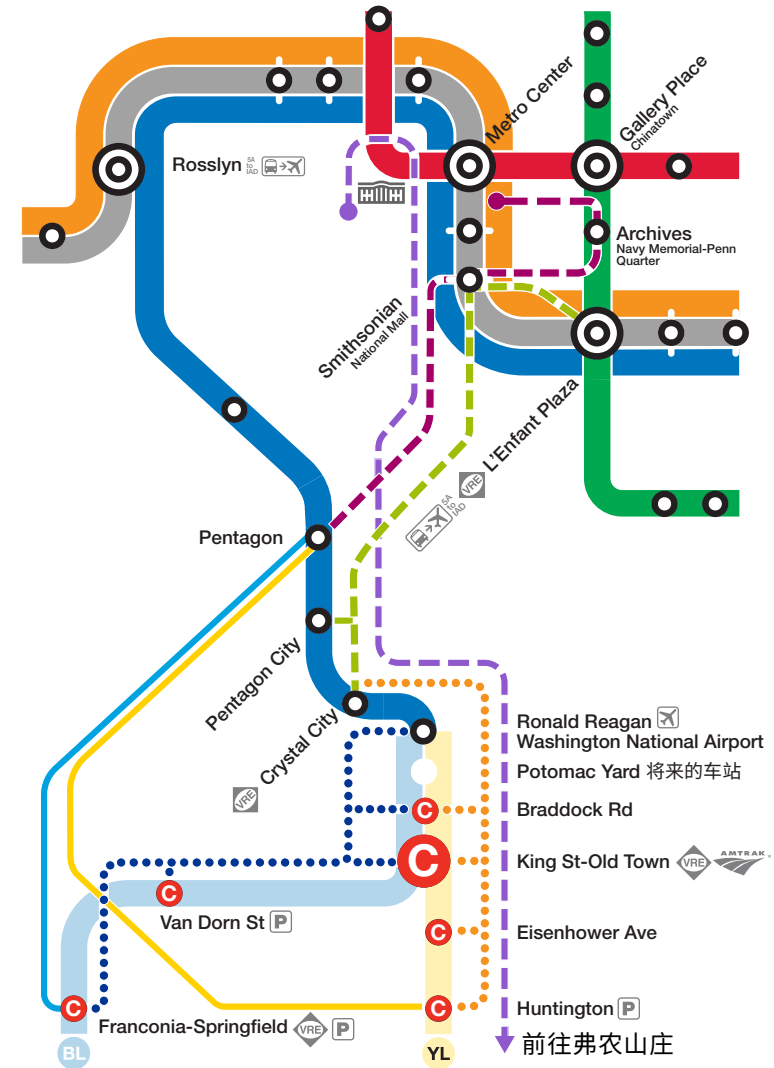 Metro Center
Gallery Place
Chinatown
Rosslyn
5A
to
IAD
Archives
Navy Memorial-Penn
Quarter
Smithsonian
National Mall
L'Enfant Plaza
VRE
5A
to
IAD
Pentagon
Pentagon City
Crystal City
VRE
Ronald Reagan
Washington National Airport
Potomac Yard 将来的车站
C
Braddock Rd
C
King St-Old Town
VRE
AMTRAK
C
Van Dorn St P
C
Eisenhower Ave
C
Franconia-Springfield VRE P
C
Huntington P
前往弗农山庄
BL
YL